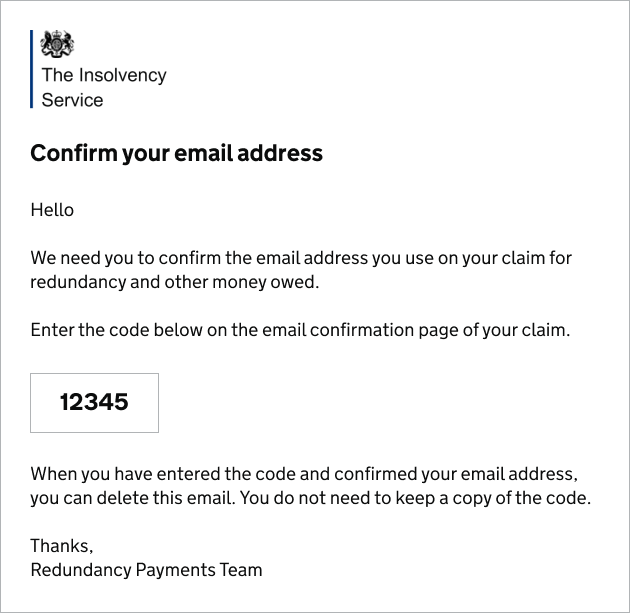 The Insolvency
Service
Confirm your email address
Hello
We need you to confirm the email address you use on your claim for
redundancy and other money owed.
Enter the code below on the email confirmation page of your claim.
12345
When you have entered the code and confirmed your email address,
you can delete this email. You do not need to keep a copy of the code.
Thanks,
Redundancy Payments Team